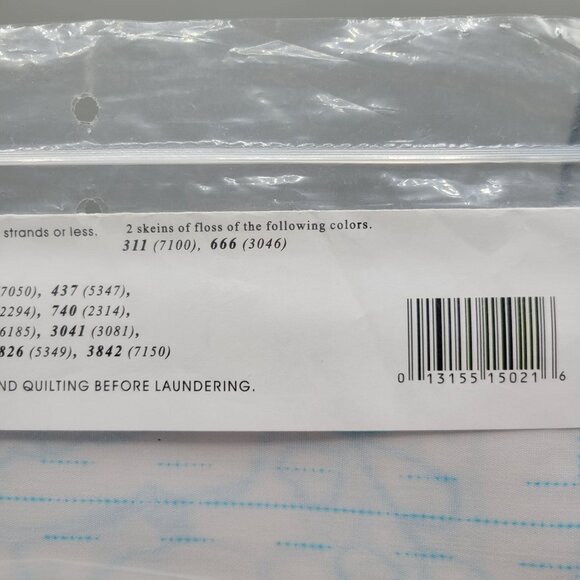 strands or less. 2 skeins of floss of the following colors.
311 (7100), 666 (3046)
7050), 437 (5347),
2294), 740 (2314),
6185), 3041 (3081),
826 (5349), 3842 (7150)
ND QUILTING BEFORE LAUNDERING.
0 13155 15021 6